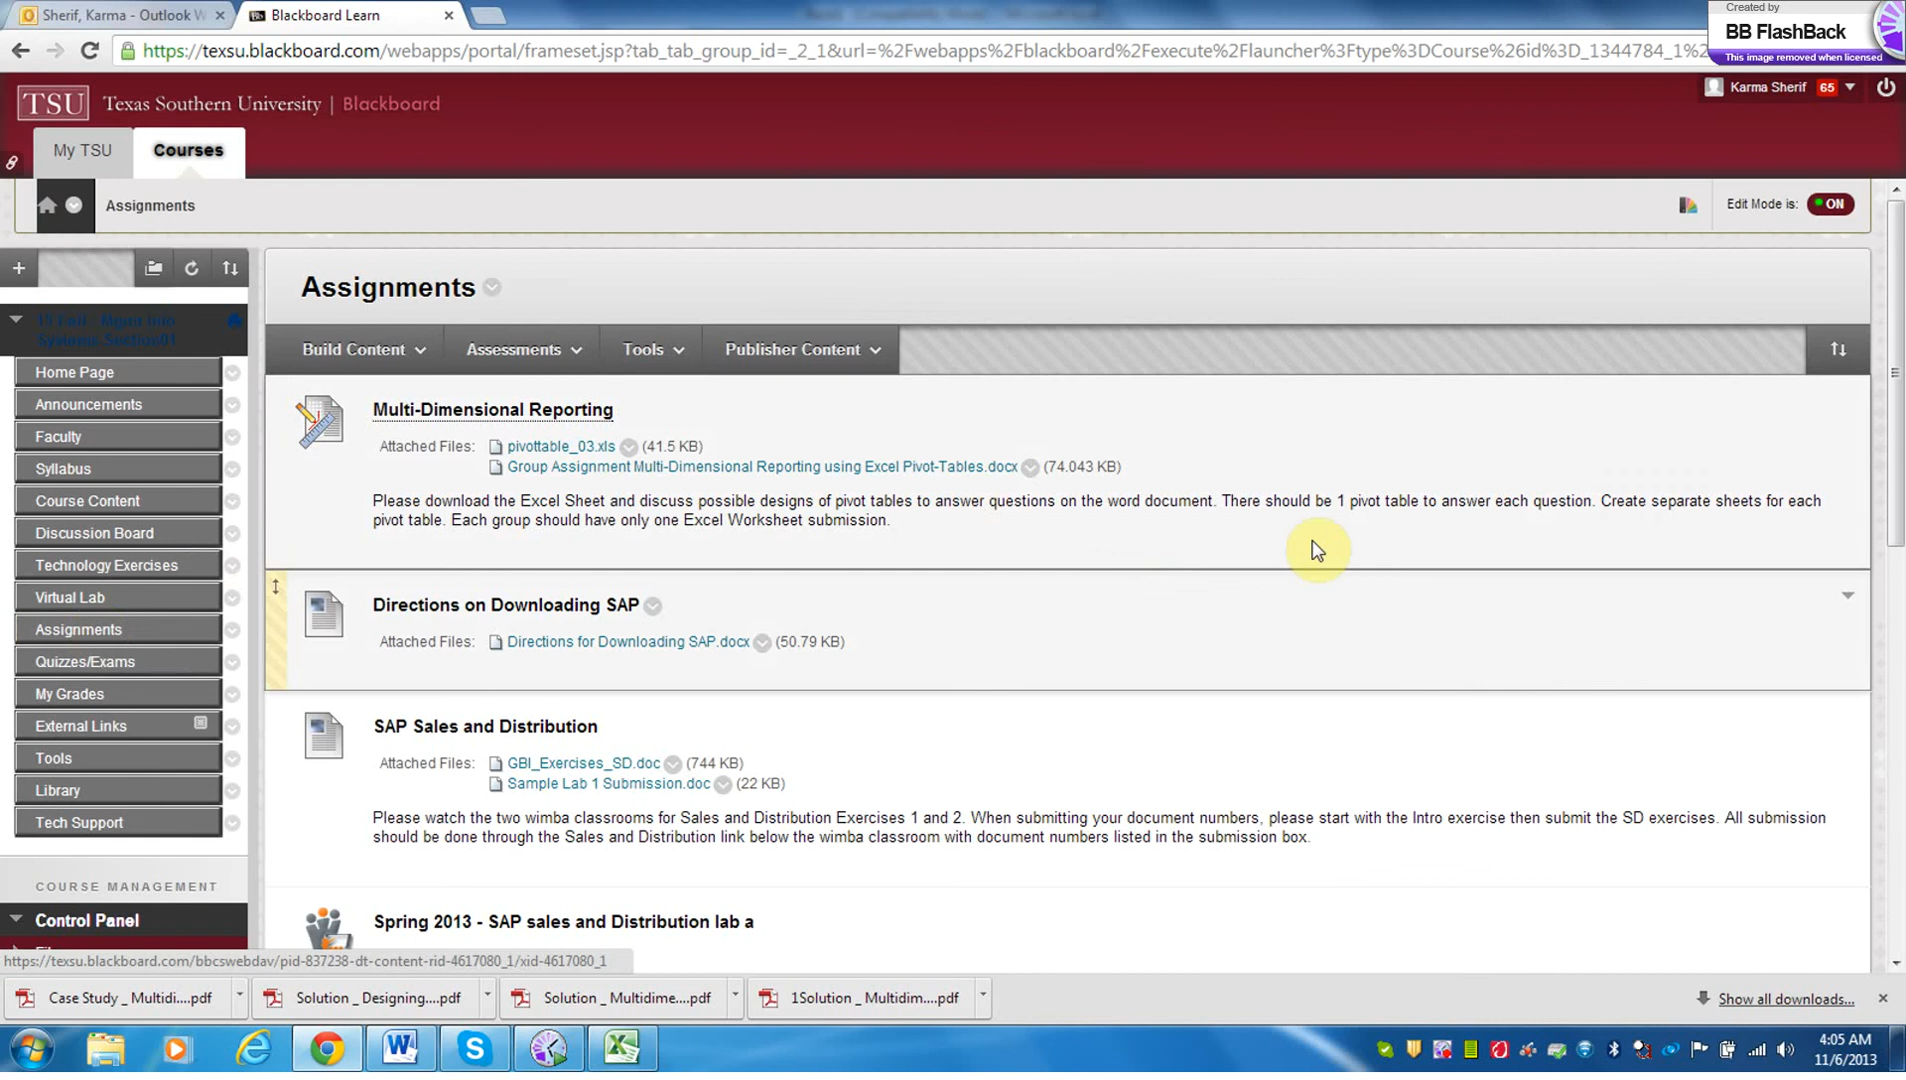 Sherif, Karma - Outlook W
Blackboard Learn
Created by
BB FlashBack
This image removed when licensed
https://texsu.blackboard.com/webapps/portal/frameset.jsp?tab_tab_group_id=_2_1&url=%2Fwebapps%2Fblackboard%2Fexecute%2Flauncher%3Ftype%3DCourse%26id%3D_1344784_1%2
TSU Texas Southern University | Blackboard
Karma Sherif 65
My TSU
Courses
Assignments
Edit Mode is: ON
Systems: Section01
Assignments
Build Content
Assessments
Tools
Publisher Content
Home Page
Announcements
Faculty
Syllabus
Course Content
Discussion Board
Technology Exercises
Virtual Lab
Assignments
Quizzes/Exams
My Grades
External Links
Tools
Library
Tech Support
COURSE MANAGEMENT
Control Panel
Multi-Dimensional Reporting
Attached Files: pivottable_03.xls (41.5 KB)
Group Assignment Multi-Dimensional Reporting using Excel Pivot-Tables.docx (74.043 KB)
Please download the Excel Sheet and discuss possible designs of pivot tables to answer questions on the word document. There should be 1 pivot table to answer each question. Create separate sheets for each
pivot table. Each group should have only one Excel Worksheet submission.
Directions on Downloading SAP
Attached Files: Directions for Downloading SAP.docx (50.79 KB)
SAP Sales and Distribution
Attached Files: GBI_Exercises_SD.doc (744 KB)
Sample Lab 1 Submission.doc (22 KB)
Please watch the two wimba classrooms for Sales and Distribution Exercises 1 and 2. When submitting your document numbers, please start with the Intro exercise then submit the SD exercises. All submission
should be done through the Sales and Distribution link below the wimba classroom with document numbers listed in the submission box.
Spring 2013 - SAP sales and Distribution lab a
https://texsu.blackboard.com/bbcswebdav/pid-837238-dt-content-rid-4617080_1/xid-4617080_1
Case Study _ Multidi....pdf
Solution _ Designing....pdf
Solution _ Multidime....pdf
1Solution _ Multidim....pdf
Show all downloads...
4:05 AM
11/6/2013